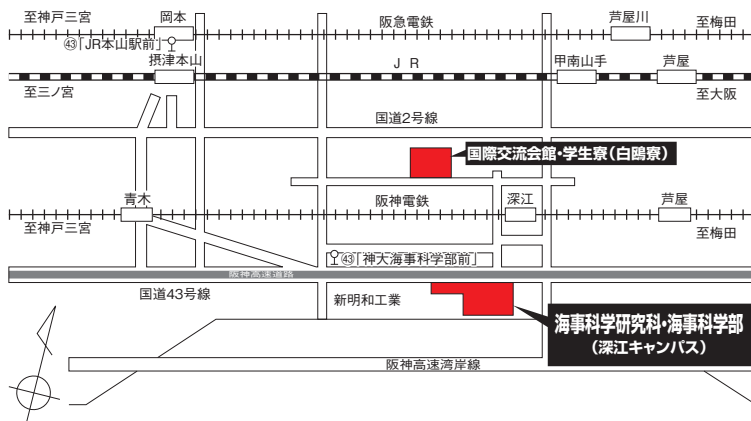 至神戸三宮
岡本
阪急電鉄
芦屋川
至梅田
㊸「JR本山駅前」
摂津本山
JR
甲南山手
芦屋
至三ノ宮
至大阪
国道2号線
国際交流会館・学生寮(白鴎寮)
青木
阪神電鉄
深江
芦屋
至神戸三宮
至梅田
㊸「神大海事科学部前」
阪神高速道路
国道43号線
新明和工業
海事科学研究科・海事科学部
(深江キャンパス)
阪神高速湾岸線